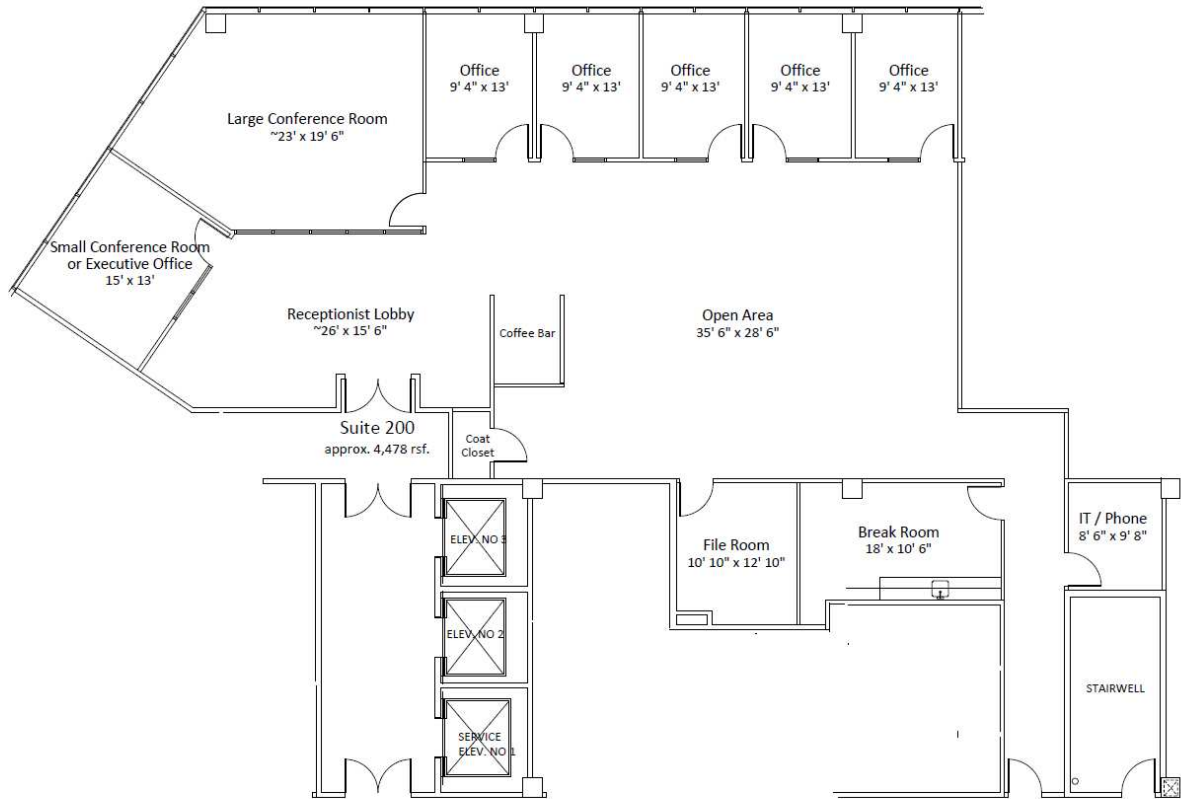 Office
9' 4" x 13'
Office
9' 4" x 13'
Office
9' 4" x 13'
Office
9' 4" x 13'
Office
9' 4" x 13'
Large Conference Room
~23' x 19' 6"
Small Conference Room
or Executive Office
15' x 13'
Receptionist Lobby
~26' x 15' 6"
Coffee Bar
Open Area
35' 6" x 28' 6"
Suite 200
approx. 4,478 rsf.
Coat
Closet
ELEV. NO 3
File Room
10' 10" x 12' 10"
Break Room
18' x 10' 6"
IT / Phone
8' 6" x 9' 8"
ELEV. NO 2
STAIRWELL
SERVICE
ELEV. NO 1